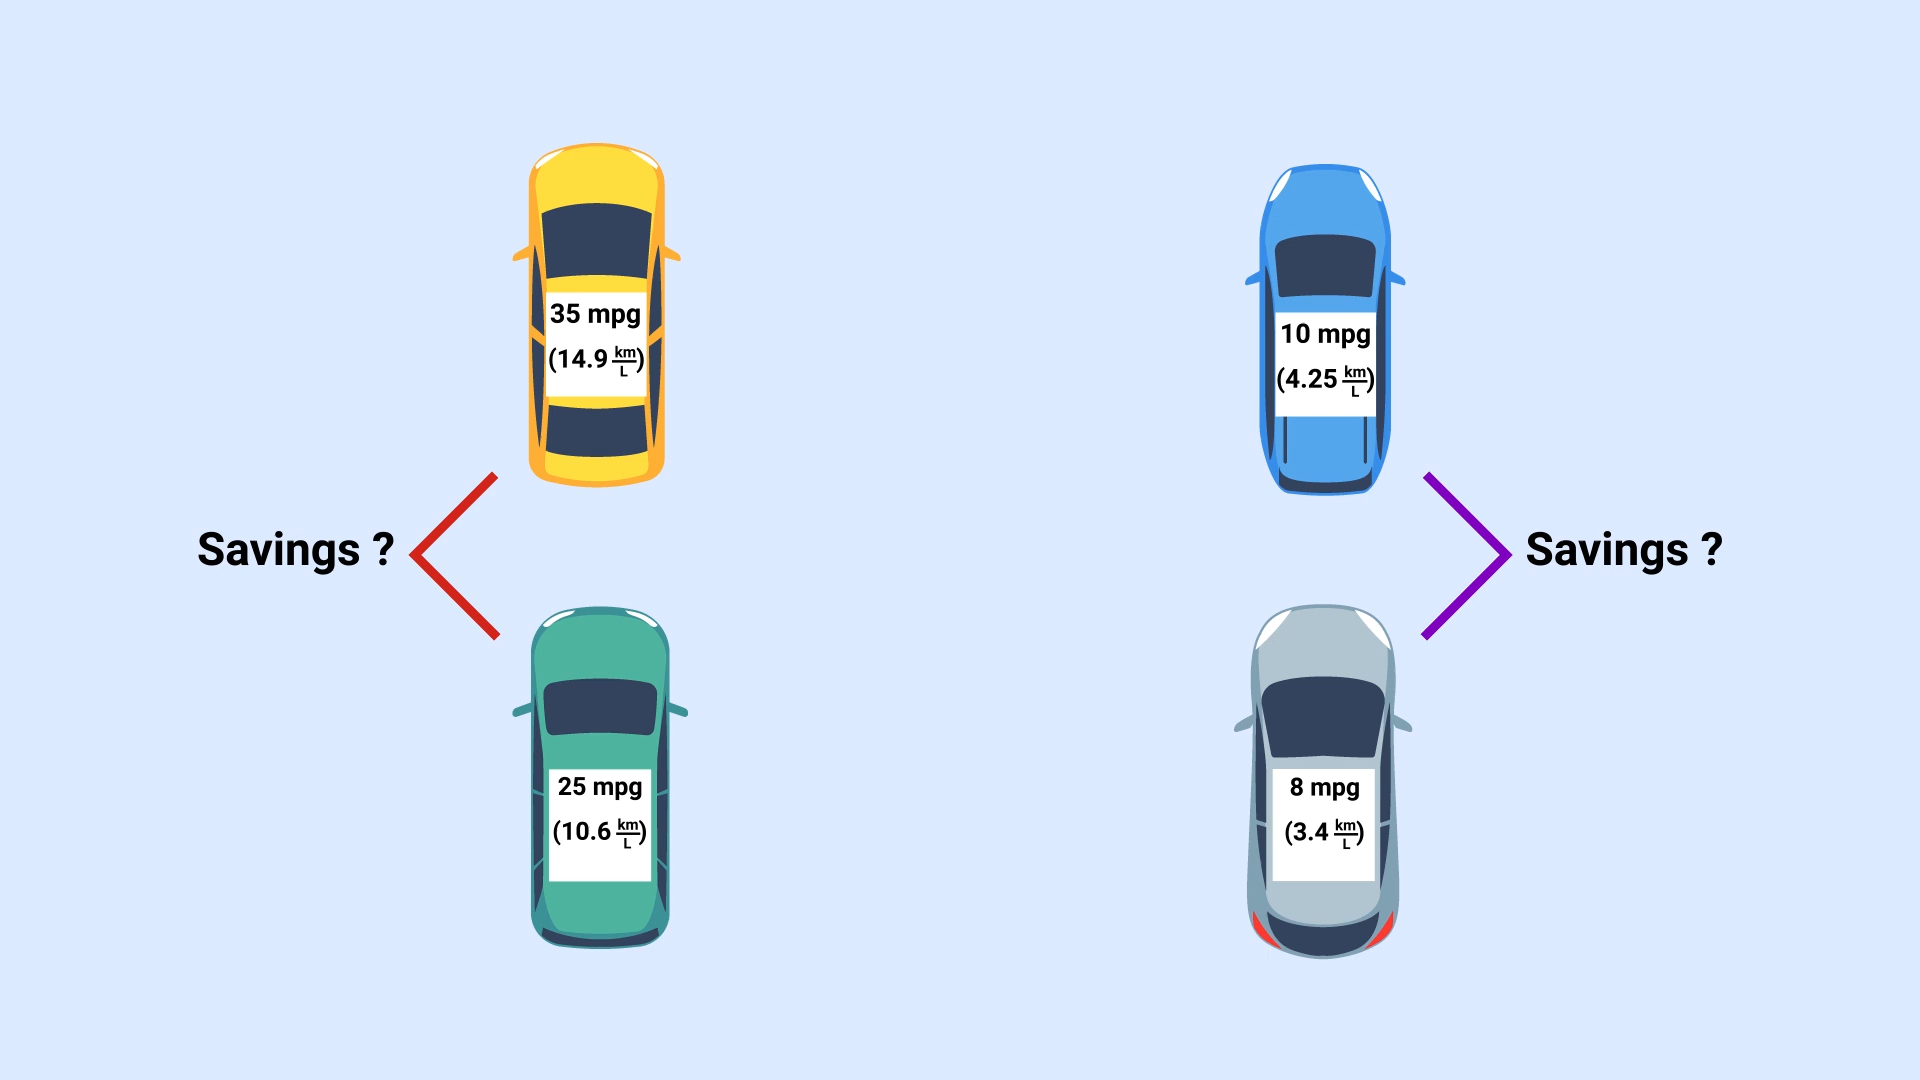 35 mpg
(14.9 km/L)
10 mpg
(4.25 km/L)
Savings ?
Savings ?
25 mpg
(10.6 km/L)
8 mpg
(3.4 km/L)